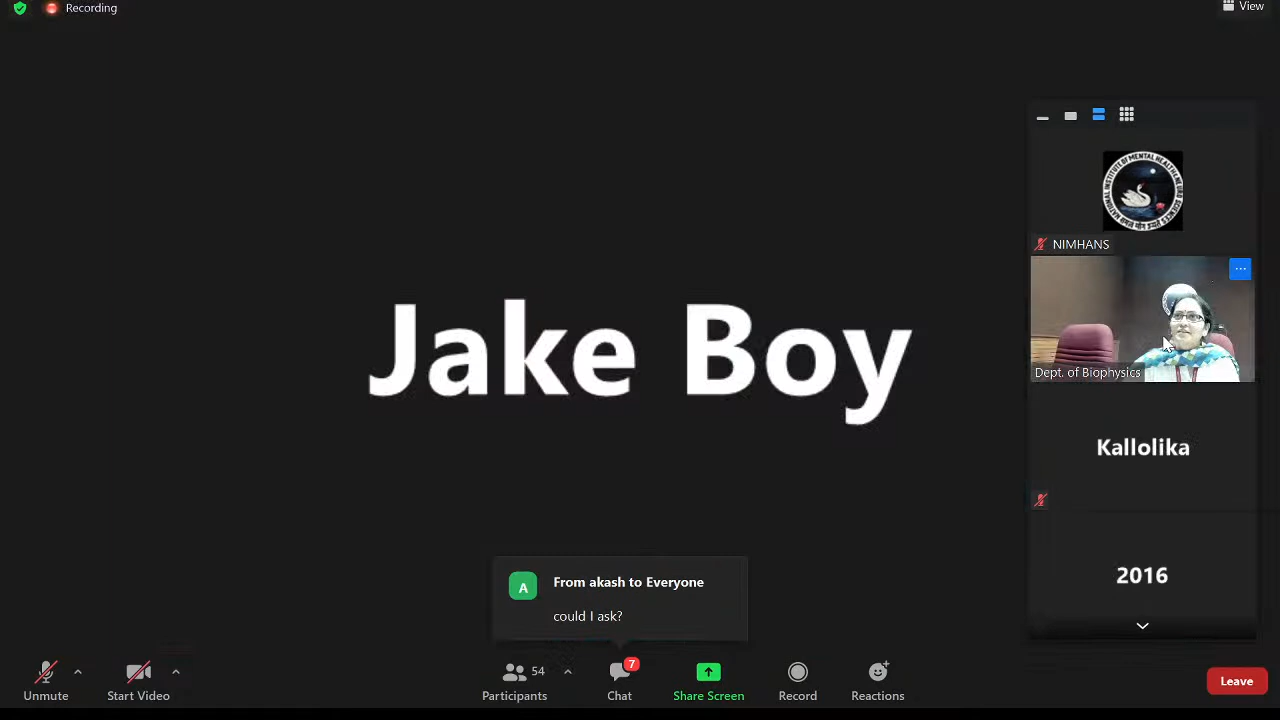 Recording
View
NIMHANS
Dept. of Biophysics
Jake Boy
Kallolika
2016
A
From akash to Everyone
could I ask?
Unmute
Start Video
54
Participants
7
Chat
Share Screen
Record
Reactions
Leave